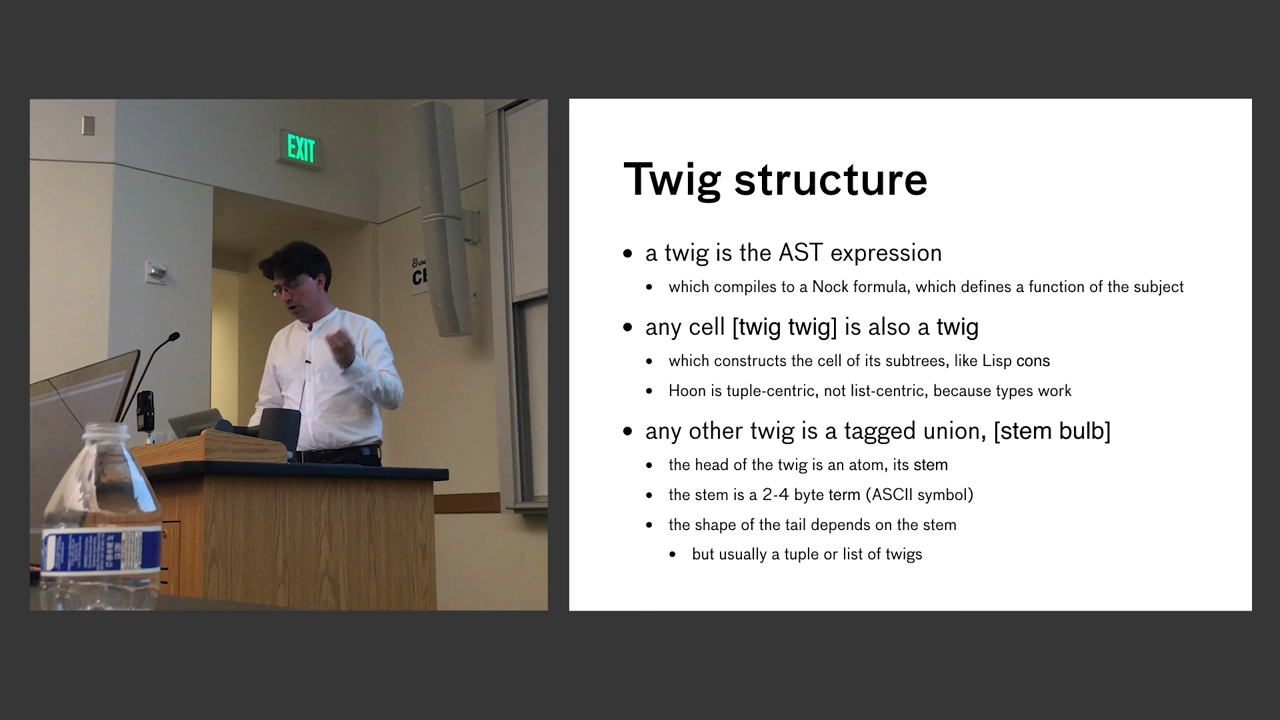 EXIT
Twig structure
• a twig is the AST expression
• which compiles to a Nock formula, which defines a function of the subject
• any cell [twig twig] is also a twig
• which constructs the cell of its subtrees, like Lisp cons
• Hoon is tuple-centric, not list-centric, because types work
• any other twig is a tagged union, [stem bulb]
• the head of the twig is an atom, its stem
• the stem is a 2-4 byte term (ASCII symbol)
• the shape of the tail depends on the stem
• but usually a tuple or list of twigs